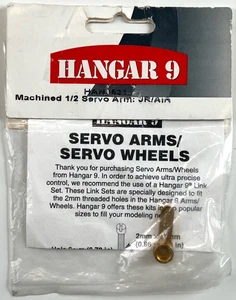 HANGAR 9
Machined 1/2 Servo Arm: JR/AIR
HANGAR 9
SERVO ARMS/
SERVO WHEELS
Thank you for purchasing Servo Arms/Wheels
from Hangar 9. In order to achieve ultra precise
control, we recommend the use of a Hangar 9® Link
Set. These Link Sets are specially designed to fit
the 2mm threaded holes in the Hangar 9 Arms/
Wheels. Hangar 9 offers these kits in popular
sizes to fill your modeling
2mm